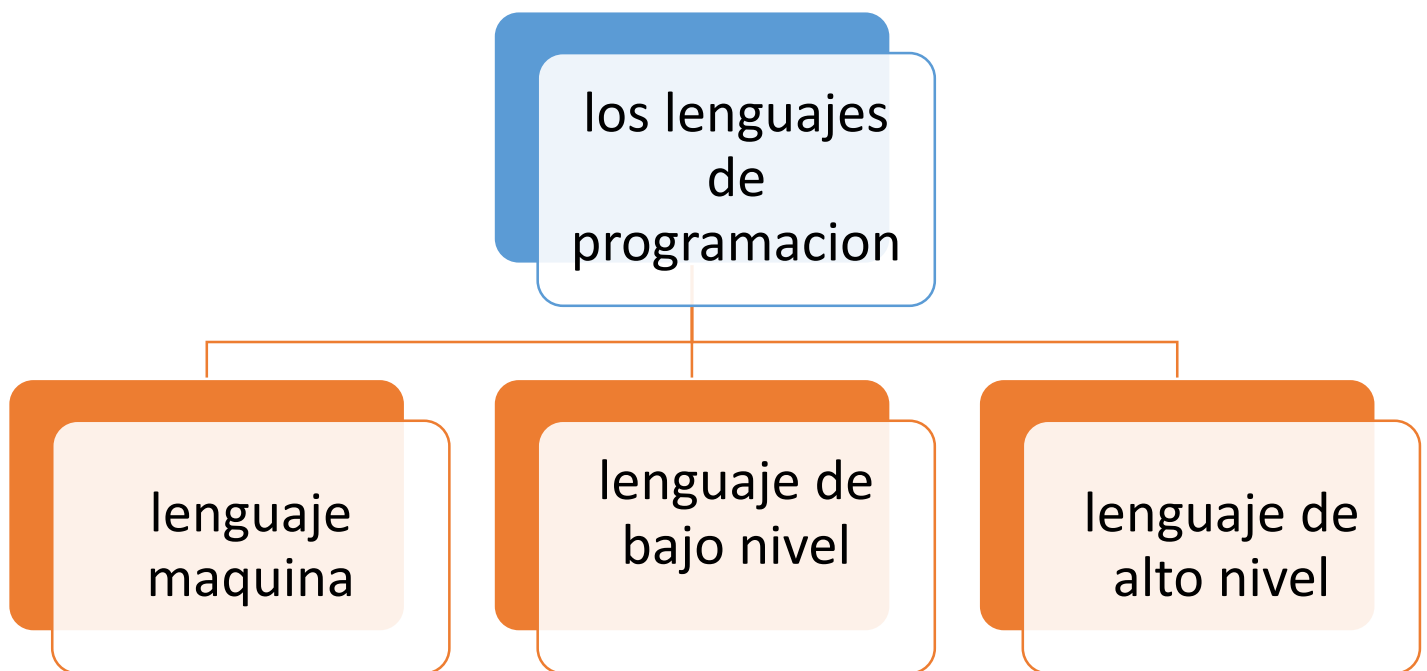 los lenguajes
de
programacion
lenguaje
maquina
lenguaje de
bajo nivel
lenguaje de
alto nivel